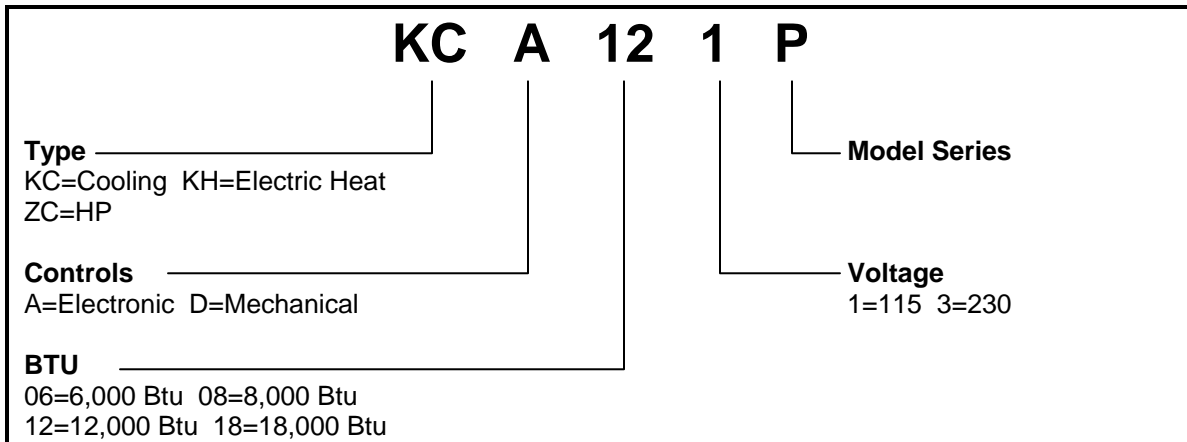 KC A 12 1 P
Type
KC=Cooling KH=Electric Heat
ZC=HP
Model Series
Controls
A=Electronic D=Mechanical
Voltage
1=115 3=230
BTU
06=6,000 Btu 08=8,000 Btu
12=12,000 Btu 18=18,000 Btu